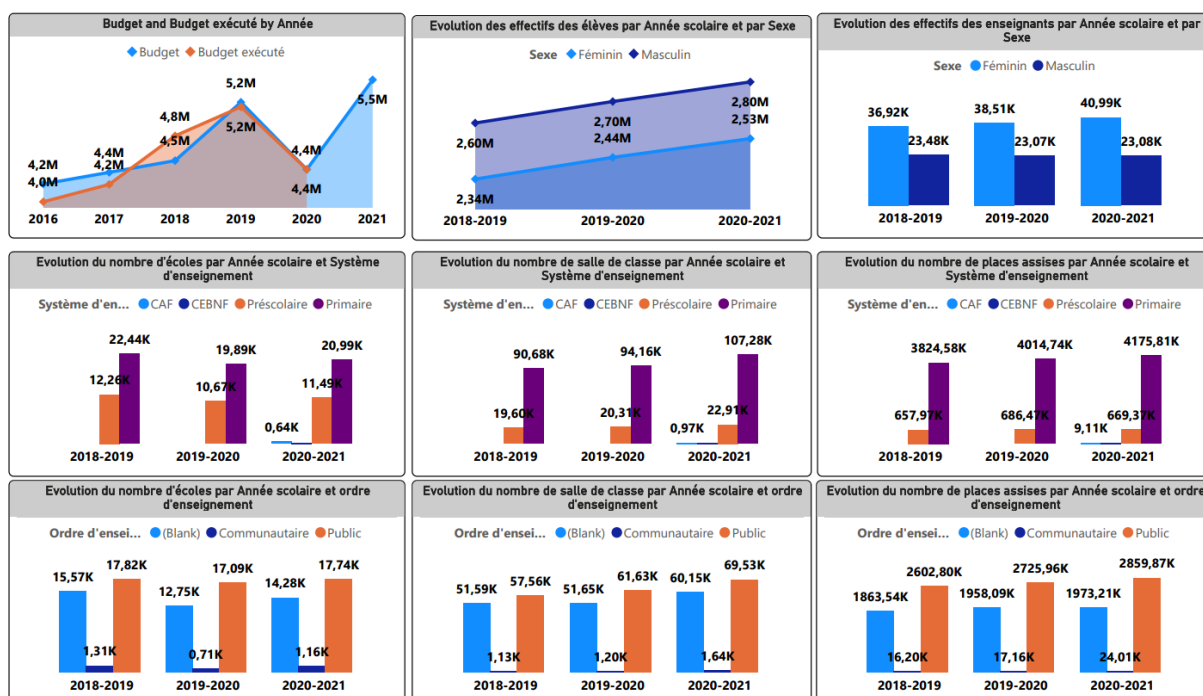 Budget and Budget exécuté by Année
Budget Budget exécuté
5,2M
4,8M
5,5M
4,2M
4,4M
4,5M
5,2M
4,4M
4,0M
4,2M
4,4M
2016 2017 2018 2019 2020 2021
Evolution des effectifs des élèves par Année scolaire et par Sexe
Sexe Féminin Masculin
2,80M
2,70M
2,53M
2,60M
2,44M
2,34M
2018-2019 2019-2020 2020-2021
Evolution des effectifs des enseignants par Année scolaire et par
Sexe
Sexe Féminin Masculin
36,92K 38,51K 40,99K
23,48K 23,07K 23,08K
2018-2019 2019-2020 2020-2021
Evolution du nombre d'écoles par Année scolaire et Système
d'enseignement
Système d'en... CAF CEBNF Préscolaire Primaire
22,44K 19,89K 20,99K
12,26K 10,67K 11,49K
0,64K
2018-2019 2019-2020 2020-2021
Evolution du nombre de salle de classe par Année scolaire et
Système d'enseignement
Système d'en... CAF CEBNF Préscolaire Primaire
90,68K 94,16K 107,28K
19,60K 20,31K 22,91K
0,97K
2018-2019 2019-2020 2020-2021
Evolution du nombre de places assises par Année scolaire et
Système d'enseignement
Système d'en... CAF CEBNF Préscolaire Primaire
3824,58K 4014,74K 4175,81K
657,97K 686,47K 669,37K
9,11K
2018-2019 2019-2020 2020-2021
Evolution du nombre d'écoles par Année scolaire et ordre
d'enseignement
Ordre d'ensei... (Blank) Communautaire Public
15,57K 17,82K 12,75K 17,09K 14,28K 17,74K
1,31K 0,71K 1,16K
2018-2019 2019-2020 2020-2021
Evolution du nombre de salle de classe par Année scolaire et ordre
d'enseignement
Ordre d'ensei... (Blank) Communautaire Public
51,59K 57,56K 51,65K 61,63K 60,15K 69,53K
1,13K 1,20K 1,64K
2018-2019 2019-2020 2020-2021
Evolution du nombre de places assises par Année scolaire et ordre
d'enseignement
Ordre d'ensei... (Blank) Communautaire Public
1863,54K 2602,80K 1958,09K 2725,96K 1973,21K 2859,87K
16,20K 17,16K 24,01K
2018-2019 2019-2020 2020-2021